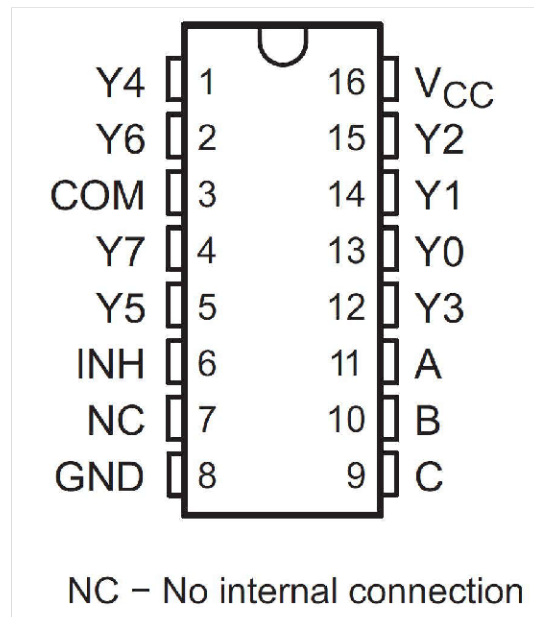 Y4 1 16 VCC
Y6 2 15 Y2
COM 3 14 Y1
Y7 4 13 Y0
Y5 5 12 Y3
INH 6 11 A
NC 7 10 B
GND 8 9 C
NC − No internal connection